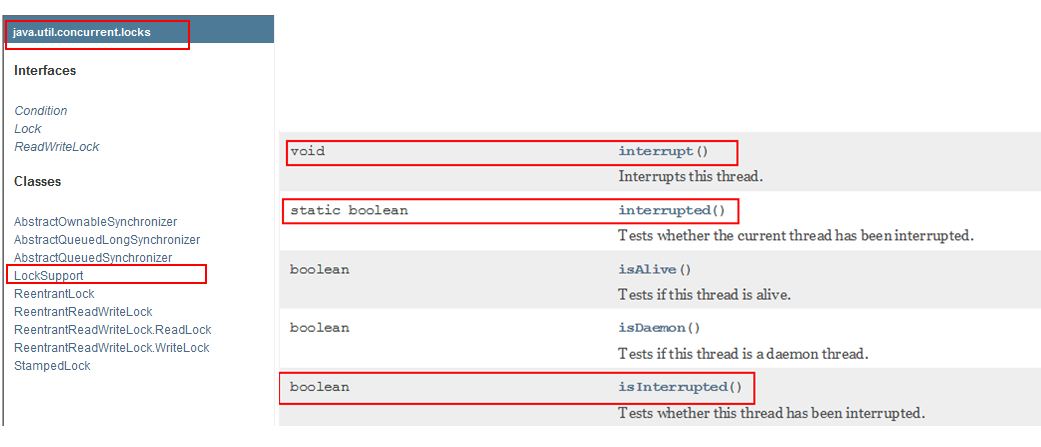 java.util.concurrent.locks
Interfaces
Condition
Lock
ReadWriteLock
Classes
AbstractOwnableSynchronizer
AbstractQueuedLongSynchronizer
AbstractQueuedSynchronizer
LockSupport
ReentrantLock
ReentrantReadWriteLock
ReentrantReadWriteLock.ReadLock
ReentrantReadWriteLock.WriteLock
StampedLock
void interrupt()
Interrupts this thread.
static boolean interrupted()
Tests whether the current thread has been interrupted.
boolean isAlive()
Tests if this thread is alive.
boolean isDaemon()
Tests if this thread is a daemon thread.
boolean isInterrupted()
Tests whether this thread has been interrupted.